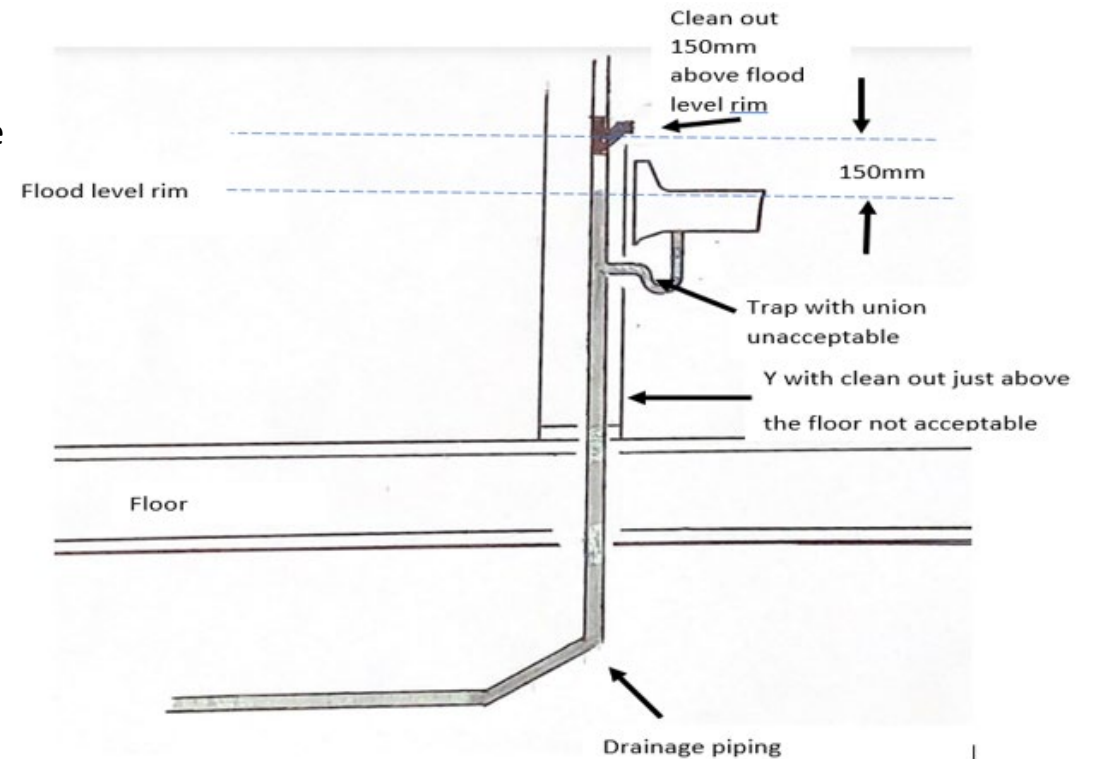 Clean out
150mm
above flood
level rim
e
150mm
Flood level rim
Trap with union
unacceptable
Y with clean out just above
the floor not acceptable
Floor
Drainage piping